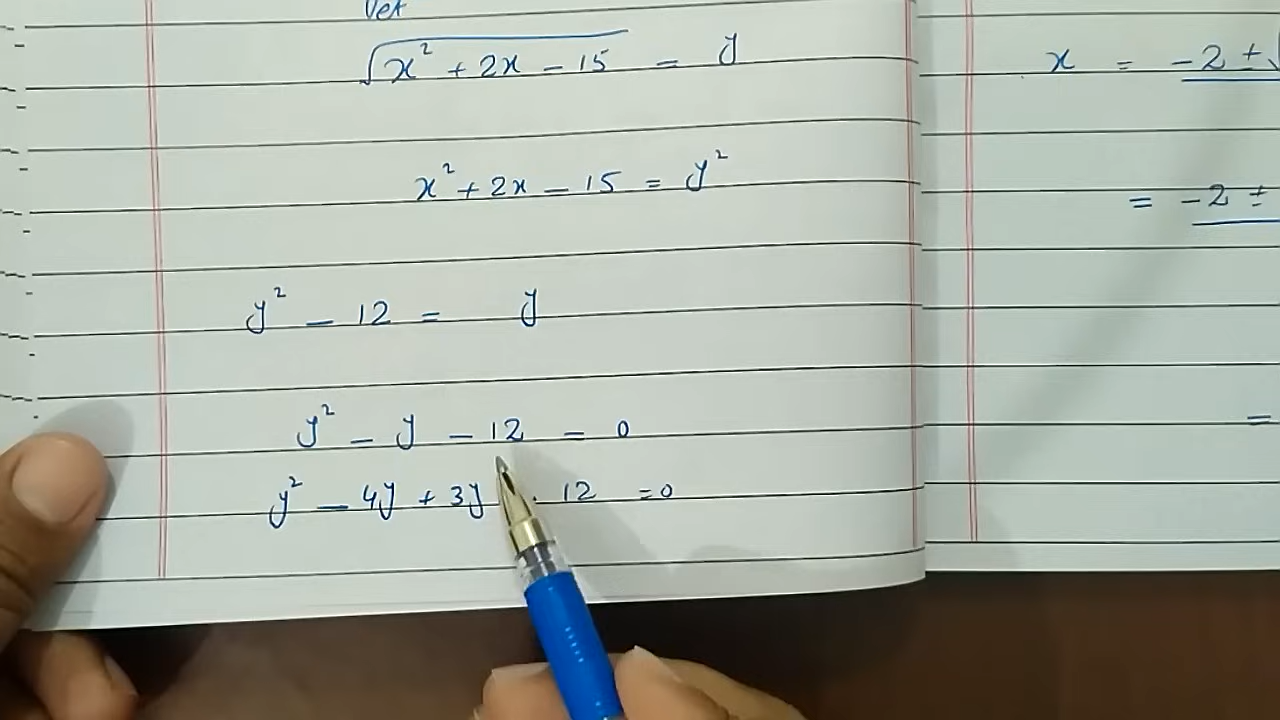 Let
√x² + 2x - 15 = y
x² + 2x - 15 = y²
y² - 12 = y
y² - y - 12 = 0
y² - 4y + 3y - 12 = 0
x = -2 ± √
= -2 ±
=